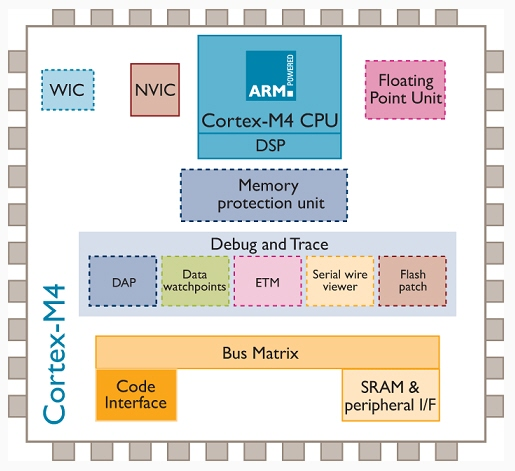 WIC
NVIC
ARM POWERED
Cortex-M4 CPU
DSP
Floating
Point Unit
Memory
protection unit
Debug and Trace
DAP
Data
watchpoints
ETM
Serial wire
viewer
Flash
patch
Cortex-M4
Bus Matrix
Code
Interface
SRAM &
peripheral I/F